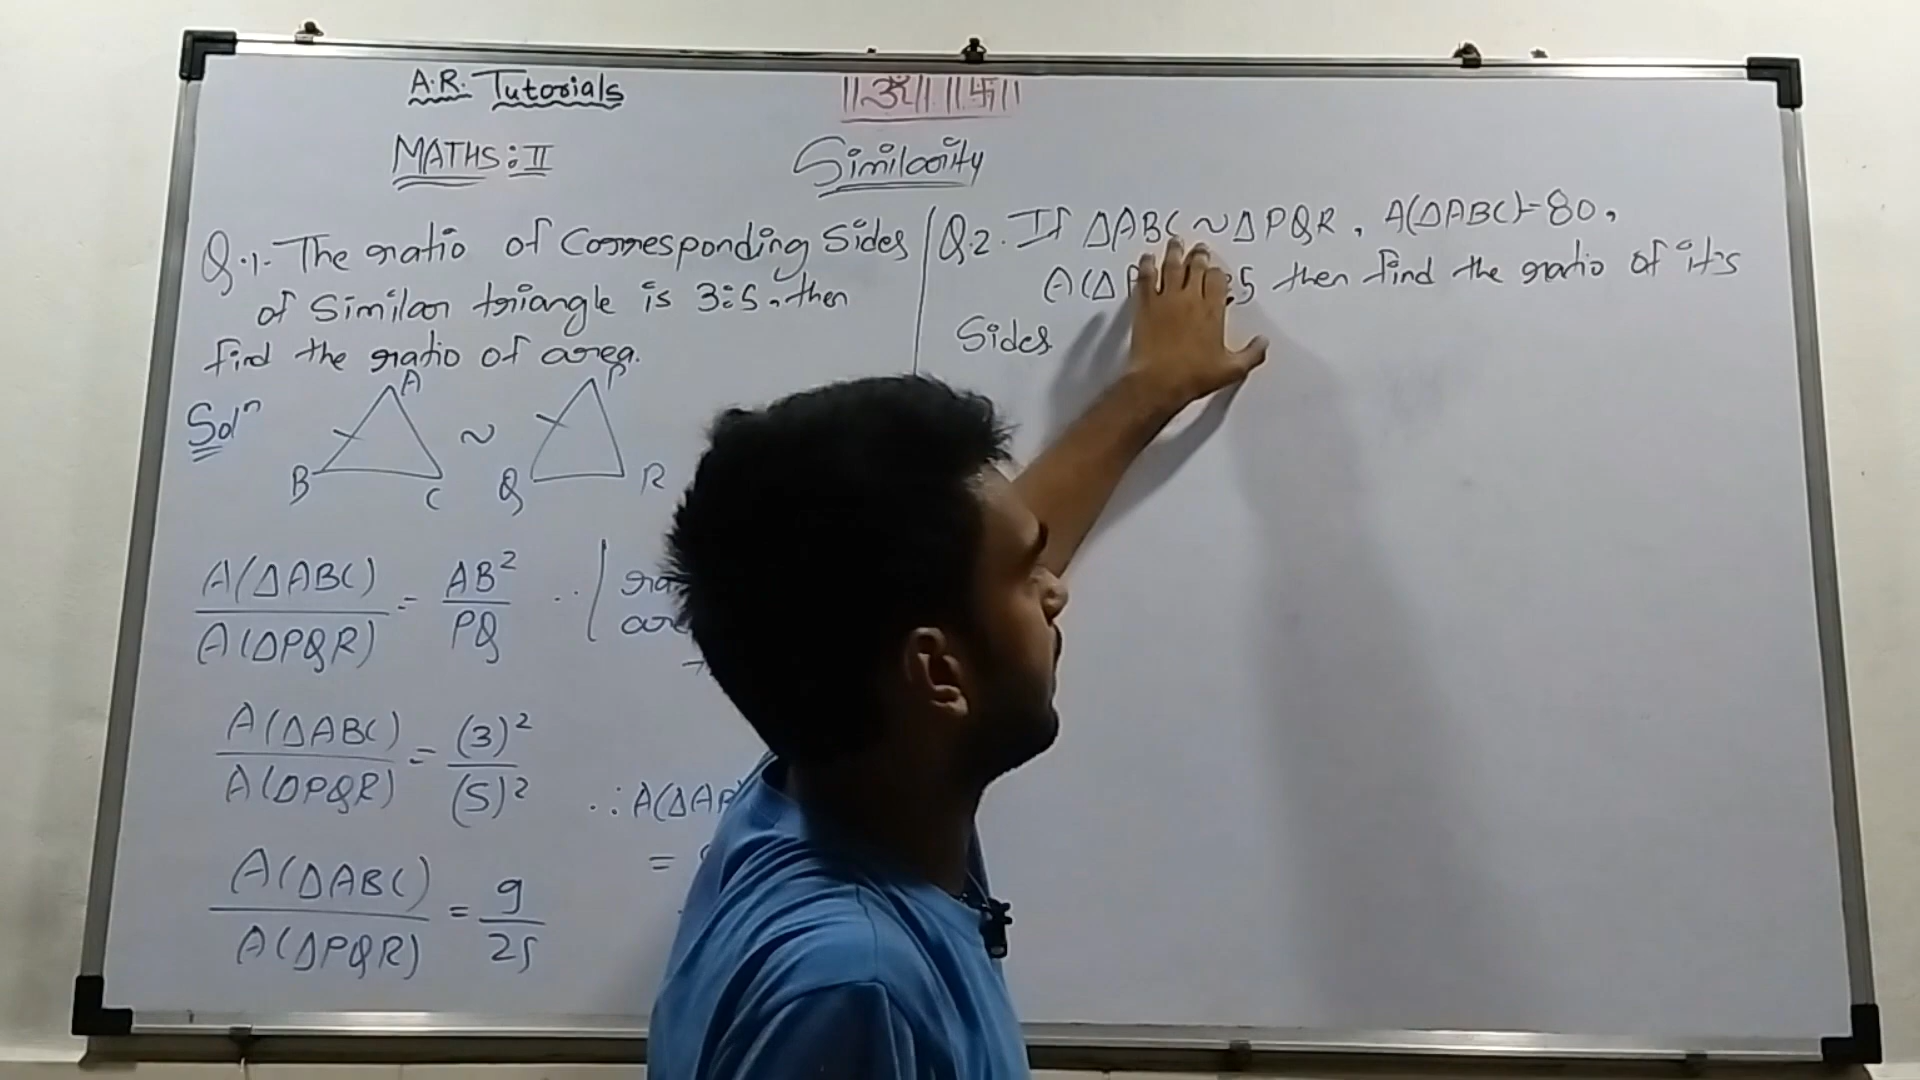 A.R. Tutorials
||ॐ|| ||卐||
MATHS:II
Similarity
Q.1. The ratio of Corresponding Sides
of Similar triangle is 3:5, then
find the ratio of area.
Solⁿ
A
B
C
~
P
Q
R
A(ΔABC)
A(ΔPQR)
=
AB²
PQ
A(ΔABC)
A(ΔPQR)
=
(3)²
(5)²
A(ΔABC)
A(ΔPQR)
=
9
25
∴ A(Δ
=
Q.2. If ΔABC ~ ΔPQR, A(ΔABC)=80,
A(Δ 5 then find the ratio of it's
Sides